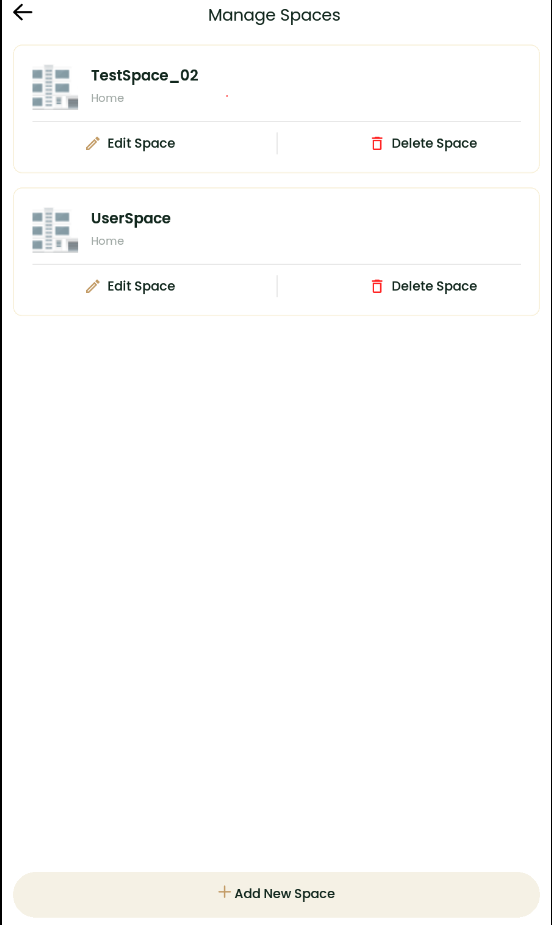 Manage Spaces
TestSpace_02
Home
Edit Space
Delete Space
UserSpace
Home
Edit Space
Delete Space
Add New Space